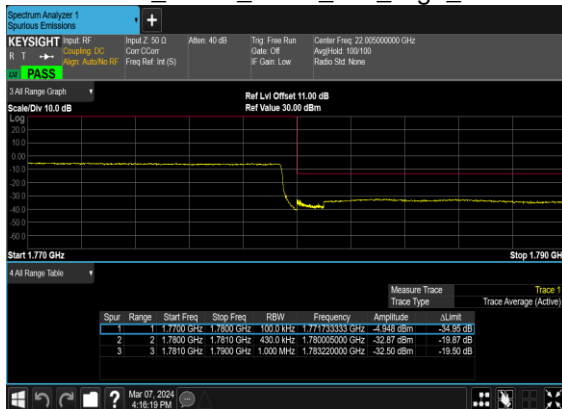 Spectrum Analyzer 1
Spurious Emissions
KEYSIGHT Input: RF Input Z: 50 Ω Atten: 40 dB Trig: Free Run Center Freq: 22.005000000 GHz
R T Coupling: DC Corr CCorr Gate: Off Avg|Hold: 100/100
Align: Auto/No RF Freq Ref: Int (S) IF Gain: Low Radio Std: None
PASS
3 All Range Graph Ref Lvl Offset 11.00 dB
Scale/Div 10.0 dB Ref Value 30.00 dBm
Log
20.0
10.0
0.00
-10.0
-20.0
-30.0
-40.0
-50.0
-60.0
Start 1.770 GHz Stop 1.790 GHz
4 All Range Table
Measure Trace Trace 1
Trace Type Trace Average (Active)
Spur Range Start Freq Stop Freq RBW Frequency Amplitude ΔLimit
1 1 1.7700 GHz 1.7800 GHz 100.0 kHz 1.771733333 GHz -4.948 dBm -34.95 dB
2 2 1.7800 GHz 1.7810 GHz 430.0 kHz 1.780005000 GHz -32.87 dBm -19.87 dB
3 3 1.7810 GHz 1.7900 GHz 1.000 MHz 1.783220000 GHz -32.50 dBm -19.50 dB
? Mar 07, 2024
4:16:19 PM